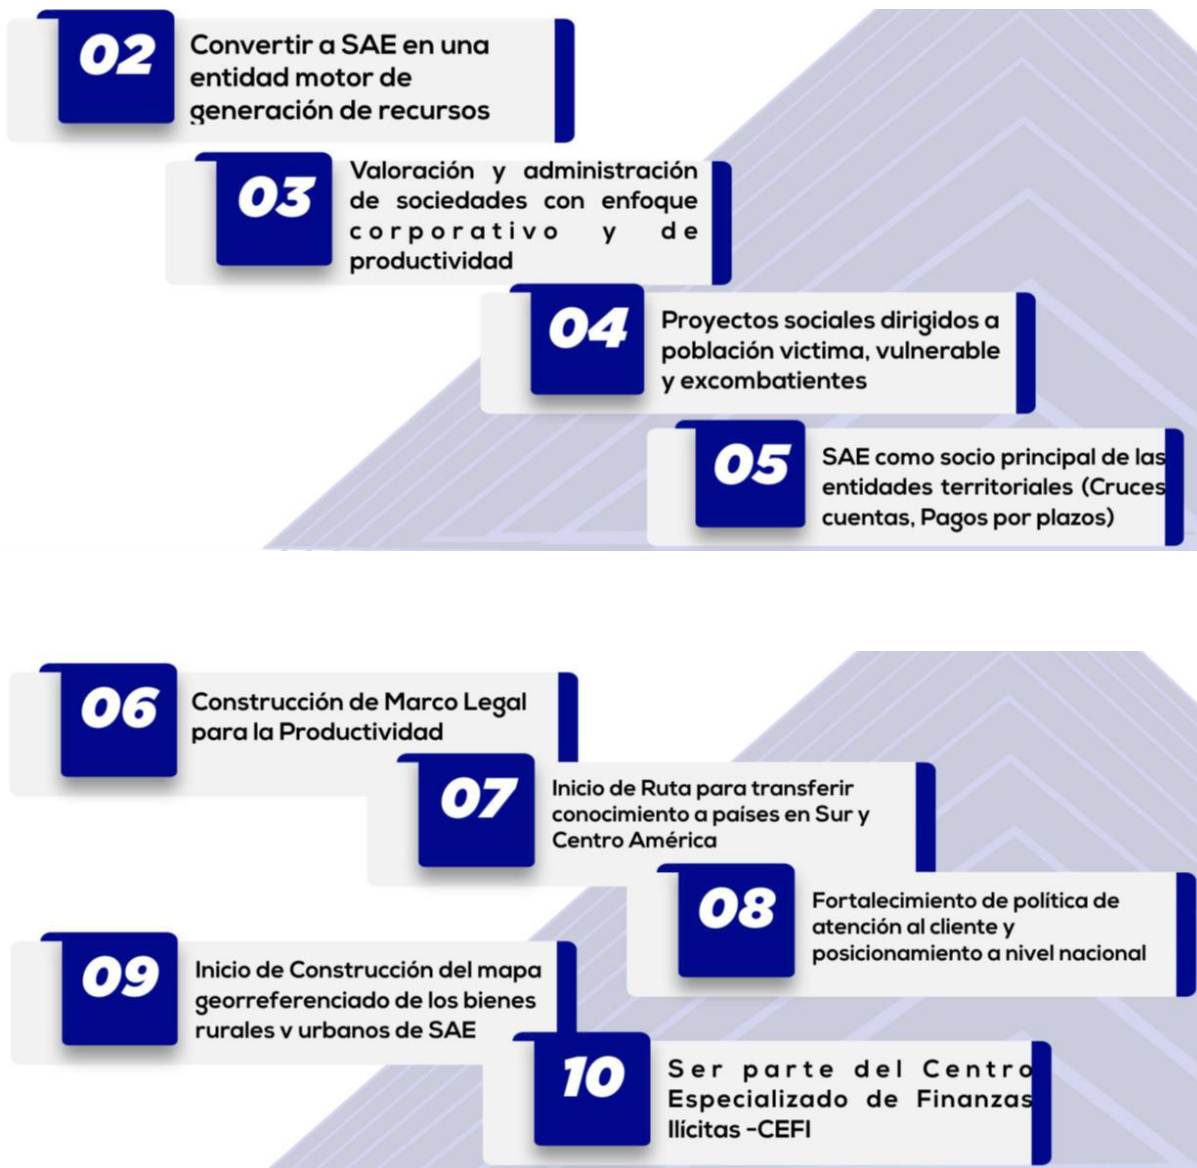 02
Convertir a SAE en una
entidad motor de
generación de recursos
03
Valoración y administración
de sociedades con enfoque
corporativo y de
productividad
04
Proyectos sociales dirigidos a
población victima, vulnerable
y excombatientes
05
SAE como socio principal de las
entidades territoriales (Cruces
cuentas, Pagos por plazos)
06
Construcción de Marco Legal
para la Productividad
07
Inicio de Ruta para transferir
conocimiento a países en Sur y
Centro América
08
Fortalecimiento de política de
atención al cliente y
posicionamiento a nivel nacional
09
Inicio de Construcción del mapa
georreferenciado de los bienes
rurales y urbanos de SAE
10
Ser parte del Centro
Especializado de Finanzas
Ilícitas -CEFI